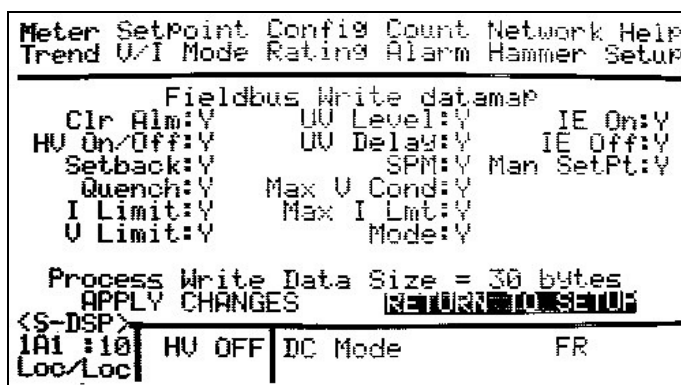 Meter SetPoint Config Count Network Help
Trend V/I Mode Rating Alarm Hammer Setup
Fieldbus Write datamap
Clr Alm:Y UV Level:Y IE On:Y
HV On/Off:Y UV Delay:Y IE Off:Y
Setback:Y SPM:Y Man SetPt:Y
Quench:Y Max V Cond:Y
I Limit:Y Max I Lmt:Y
V Limit:Y Mode:Y
Process Write Data Size = 30 bytes
APPLY CHANGES RETURN TO SETUP
<S-DSP>
1A1 :10 HV OFF DC Mode FR
Loc/Loc